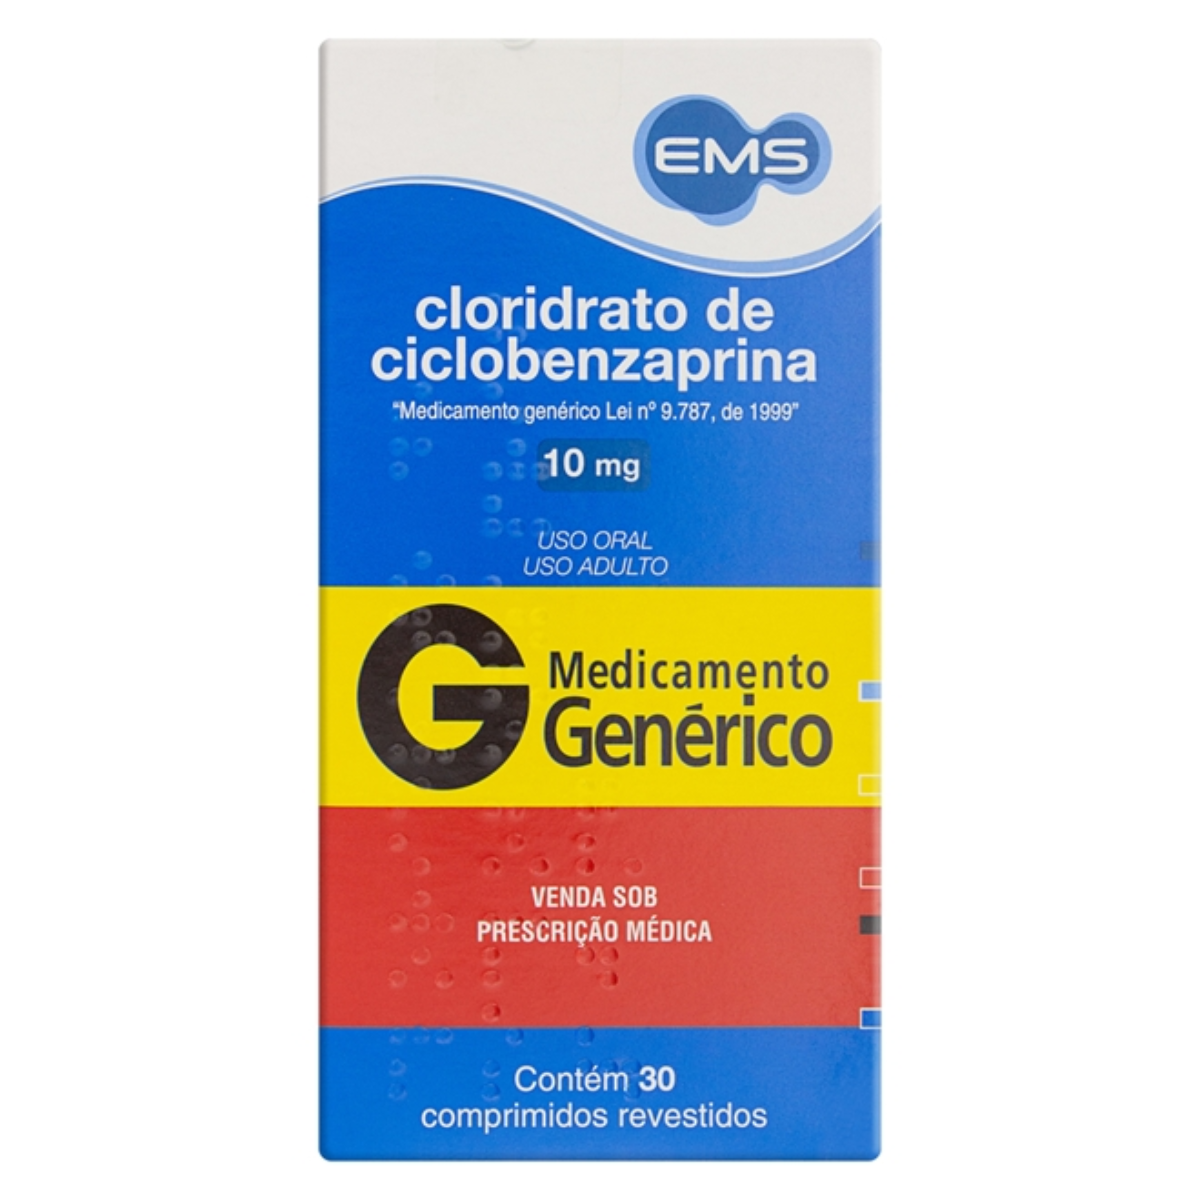 EMS
cloridrato de
ciclobenzaprina
"Medicamento genérico Lei nº 9.787, de 1999"
10 mg
USO ORAL
USO ADULTO
G
Medicamento
Genérico
VENDA SOB
PRESCRIÇÃO MÉDICA
Contém 30
comprimidos revestidos